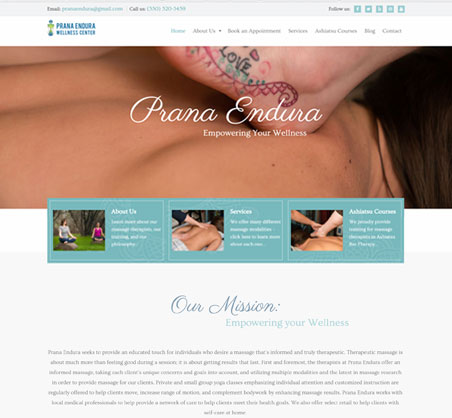 Email: pranaendura@gmail.com Call us: (530) 520-3459 Follow us:
PRANA ENDURA
WELLNESS CENTER
Home About Us Book an Appointment Services Ashiatsu Courses Blog Contact
Prana Endura
Empowering Your Wellness
About Us
Learn more about our
massage therapists, our
training, and our
philosophy...
Services
We offer many different
massage modalities -
click here to learn more
about each one...
Ashiatsu Courses
We proudly provide
training for massage
therapists in Ashiatsu
Bar Therapy...
Our Mission:
Empowering your Wellness
Prana Endura seeks to provide an educated touch for individuals who desire a massage that's informed and truly therapeutic. Therapeutic massage is
about much more than feeling good during a session; it is about getting results that last. First and foremost, the therapists at Prana Endura offer an
informed massage, taking each client's unique concerns and goals into account, and utilizing multiple modalities and the latest in massage research
in order to provide massage for our clients. Private and small group yoga classes emphasizing individual attention and customized instruction are
regularly offered to help clients move, increase range of motion, and complement bodywork by enhancing massage results. Prana Endura works with
local medical professionals to help provide a network of care to help clients meet their health goals. We also offer select retail to help clients with
self-care at home